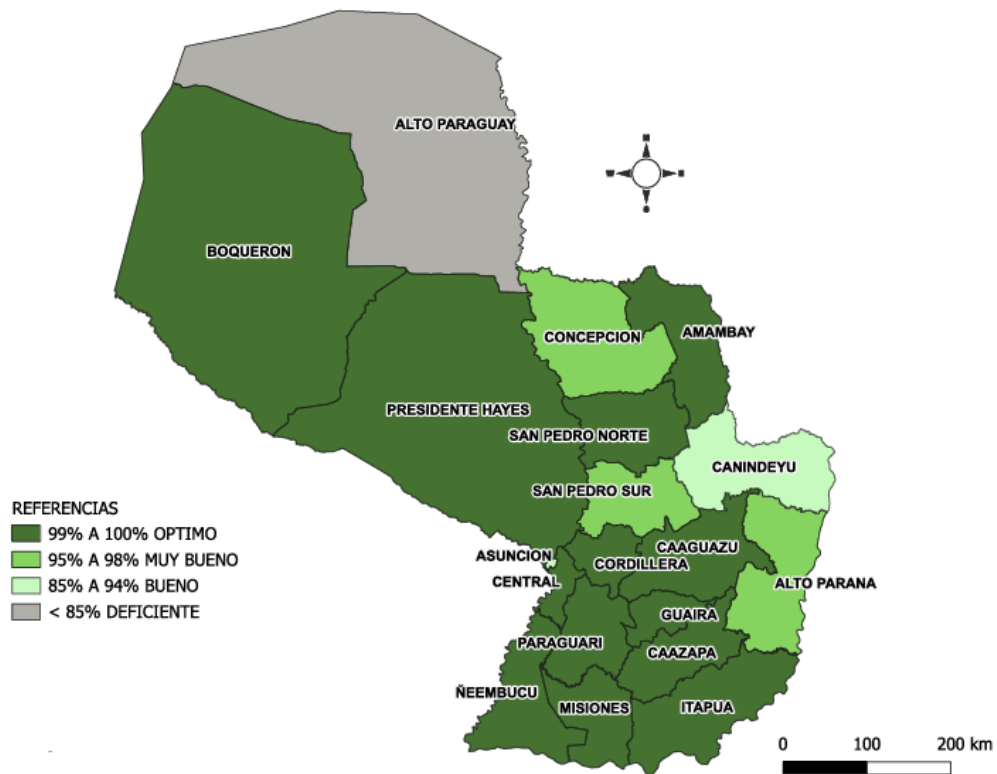 ALTO PARAGUAY
BOQUERON
CONCEPCION
AMAMBAY
PRESIDENTE HAYES
SAN PEDRO NORTE
CANINDEYU
SAN PEDRO SUR
REFERENCIAS
99% A 100% OPTIMO
95% A 98% MUY BUENO
85% A 94% BUENO
< 85% DEFICIENTE
ASUNCION
CAAGUAZU
CORDILLERA
CENTRAL
ALTO PARANA
GUAIRA
PARAGUARI
CAAZAPA
ÑEEMBUCU
MISIONES
ITAPUA
0 100 200 km